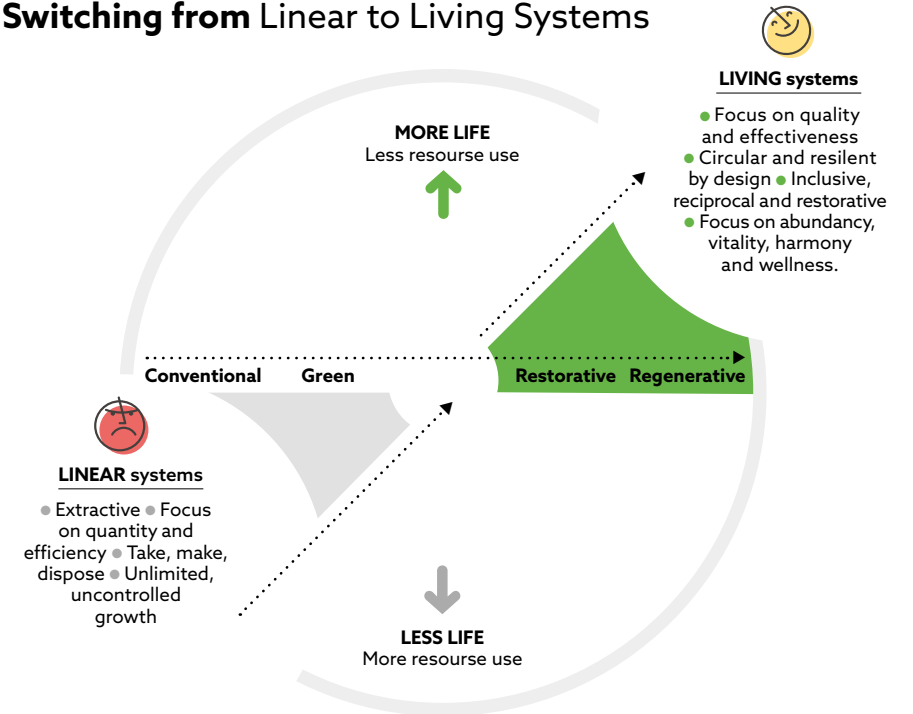 Switching from Linear to Living Systems
LIVING systems
● Focus on quality
and effectiveness
● Circular and resilent
by design ● Inclusive,
reciprocal and restorative
● Focus on abundancy,
vitality, harmony
and wellness.
MORE LIFE
Less resourse use
Conventional Green Restorative Regenerative
LINEAR systems
● Extractive ● Focus
on quantity and
efficiency ● Take, make,
dispose ● Unlimited,
uncontrolled
growth
LESS LIFE
More resourse use